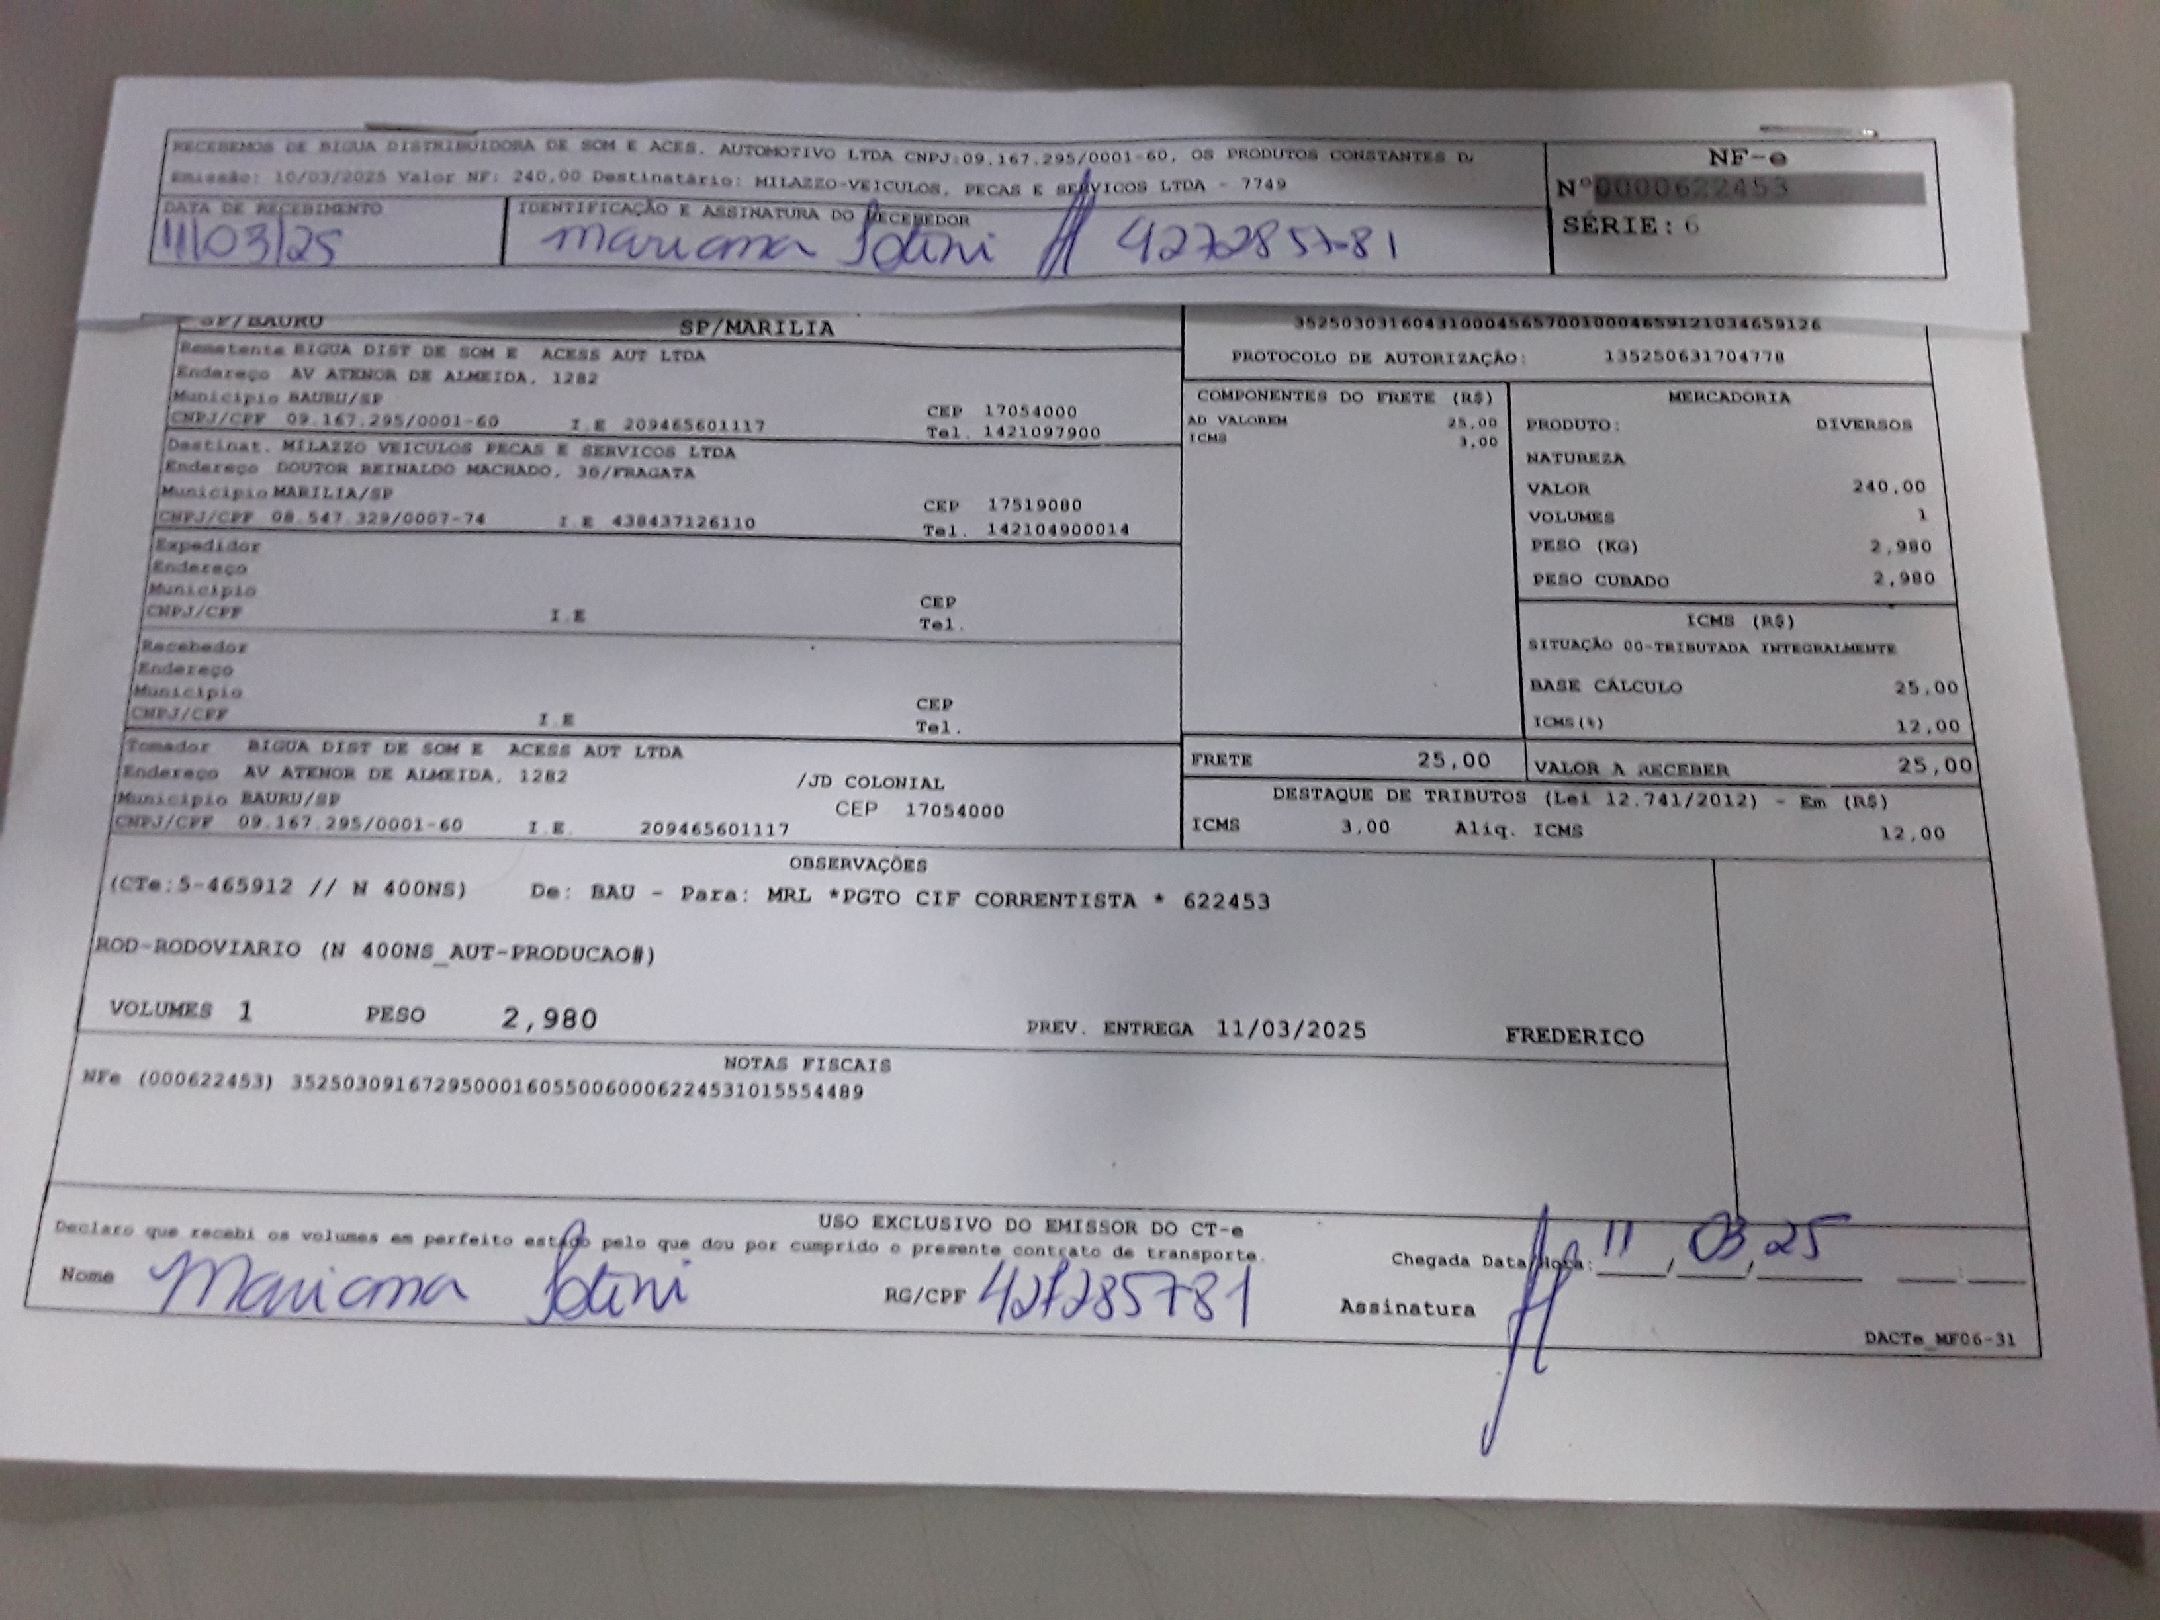 RECEBEMOS DE BIGUA DISTRIBUIDORA DE SOM E ACES. AUTOMOTIVO LTDA CNPJ:09.167.295/0001-60, OS PRODUTOS CONSTANTES DA
Emissão: 10/03/2025 Valor NF: 240,00 Destinatário: MILAZZO-VEICULOS, PECAS E SERVICOS LTDA - 7749
NF-e
Nº0000622453
SÉRIE: 6
DATA DE RECEBIMENTO
11/03/25
IDENTIFICAÇÃO E ASSINATURA DO RECEBEDOR
Mariana 4272857-81
SP/BAURU SP/MARILIA
35250303160431000456570010004659121034659126
PROTOCOLO DE AUTORIZAÇÃO: 135250631704778
Remetente BIGUA DIST DE SOM E ACESS AUT LTDA
Endereço AV ATENOR DE ALMEIDA, 1282
Município BAURU/SP CEP 17054000
CNPJ/CPF 09.167.295/0001-60 I.E 209465601117 Tel. 1421097900
Destinat. MILAZZO VEICULOS PECAS E SERVICOS LTDA
Endereço DOUTOR REINALDO MACHADO, 36/FRAGATA
Município MARILIA/SP CEP 17519080
CNPJ/CPF 08.547.329/0007-74 I.E 438437126110 Tel. 142104900014
Expedidor
Endereço
Município CEP
CNPJ/CPF I.E Tel.
Recebedor
Endereço
Município CEP
CNPJ/CPF I.E Tel.
Tomador BIGUA DIST DE SOM E ACESS AUT LTDA
Endereço AV ATENOR DE ALMEIDA, 1282 /JD COLONIAL
Município BAURU/SP CEP 17054000
CNPJ/CPF 09.167.295/0001-60 I.E. 209465601117
COMPONENTES DO FRETE (R$)
AD VALOREM 25,00
ICMS 3,00
MERCADORIA
PRODUTO: DIVERSOS
NATUREZA
VALOR 240,00
VOLUMES 1
PESO (KG) 2,980
PESO CUBADO 2,980
ICMS (R$)
SITUAÇÃO 00-TRIBUTADA INTEGRALMENTE
BASE CÁLCULO 25,00
ICMS(%) 12,00
FRETE 25,00 VALOR A RECEBER 25,00
DESTAQUE DE TRIBUTOS (Lei 12.741/2012) - Em (R$)
ICMS 3,00 Aliq. ICMS 12,00
OBSERVAÇÕES
(CTe:5-465912 // N 400NS) De: BAU - Para: MRL *PGTO CIF CORRENTISTA * 622453
ROD-RODOVIARIO (N 400NS_AUT-PRODUCAO#)
VOLUMES 1 PESO 2,980 PREV. ENTREGA 11/03/2025 FREDERICO
NOTAS FISCAIS
NFe (000622453) 35250309167295000160550060006224531015554489
USO EXCLUSIVO DO EMISSOR DO CT-e
Declaro que recebi os volumes em perfeito estado pelo que dou por cumprido o presente contrato de transporte.
Chegada Data/Hora: 11 / 03 / 25
Nome Mariana RG/CPF 427285781 Assinatura
DACTe_MF06-31